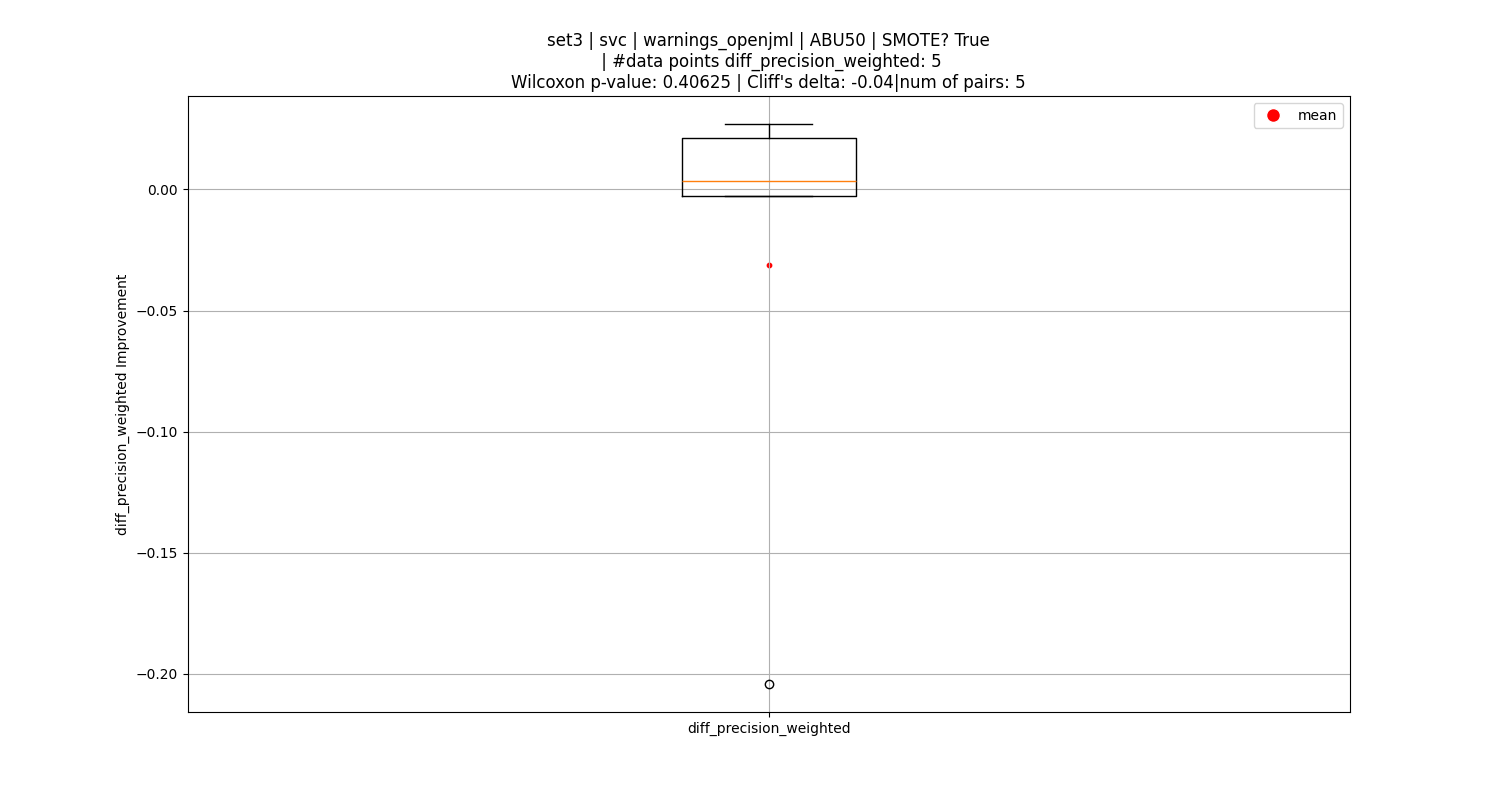 set3 | svc | warnings_openjml | ABU50 | SMOTE? True
| #data points diff_precision_weighted: 5
Wilcoxon p-value: 0.40625 | Cliff's delta: -0.04|num of pairs: 5
mean
0.00
−0.05
−0.10
−0.15
−0.20
diff_precision_weighted Improvement
diff_precision_weighted